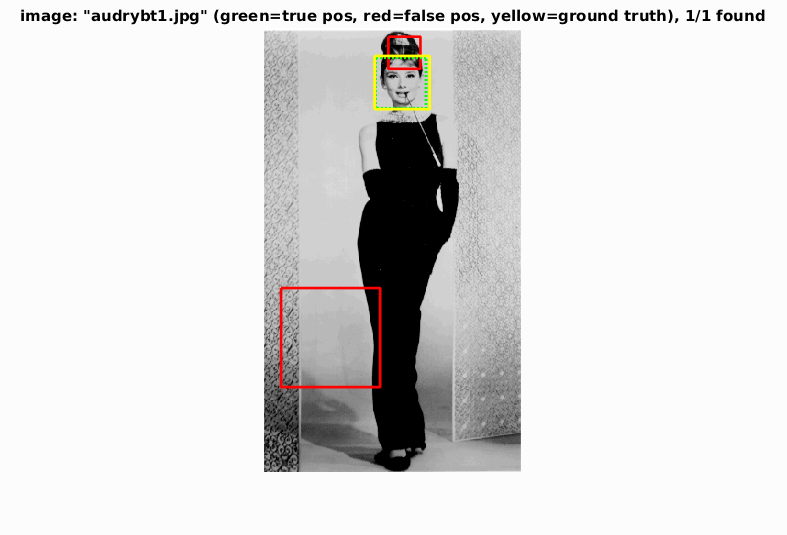 image: "audrybt1.jpg" (green=true pos, red=false pos, yellow=ground truth), 1/1 found